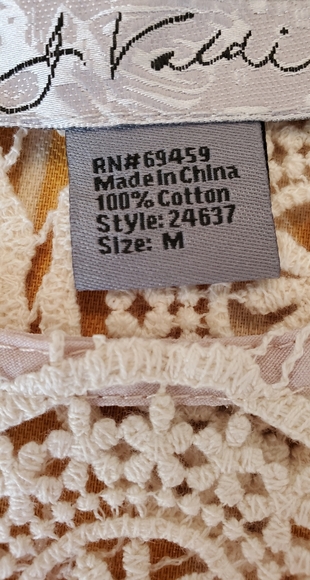 J Valdi
RN#69459
Made In China
100% Cotton
Style: 24637
Size: M